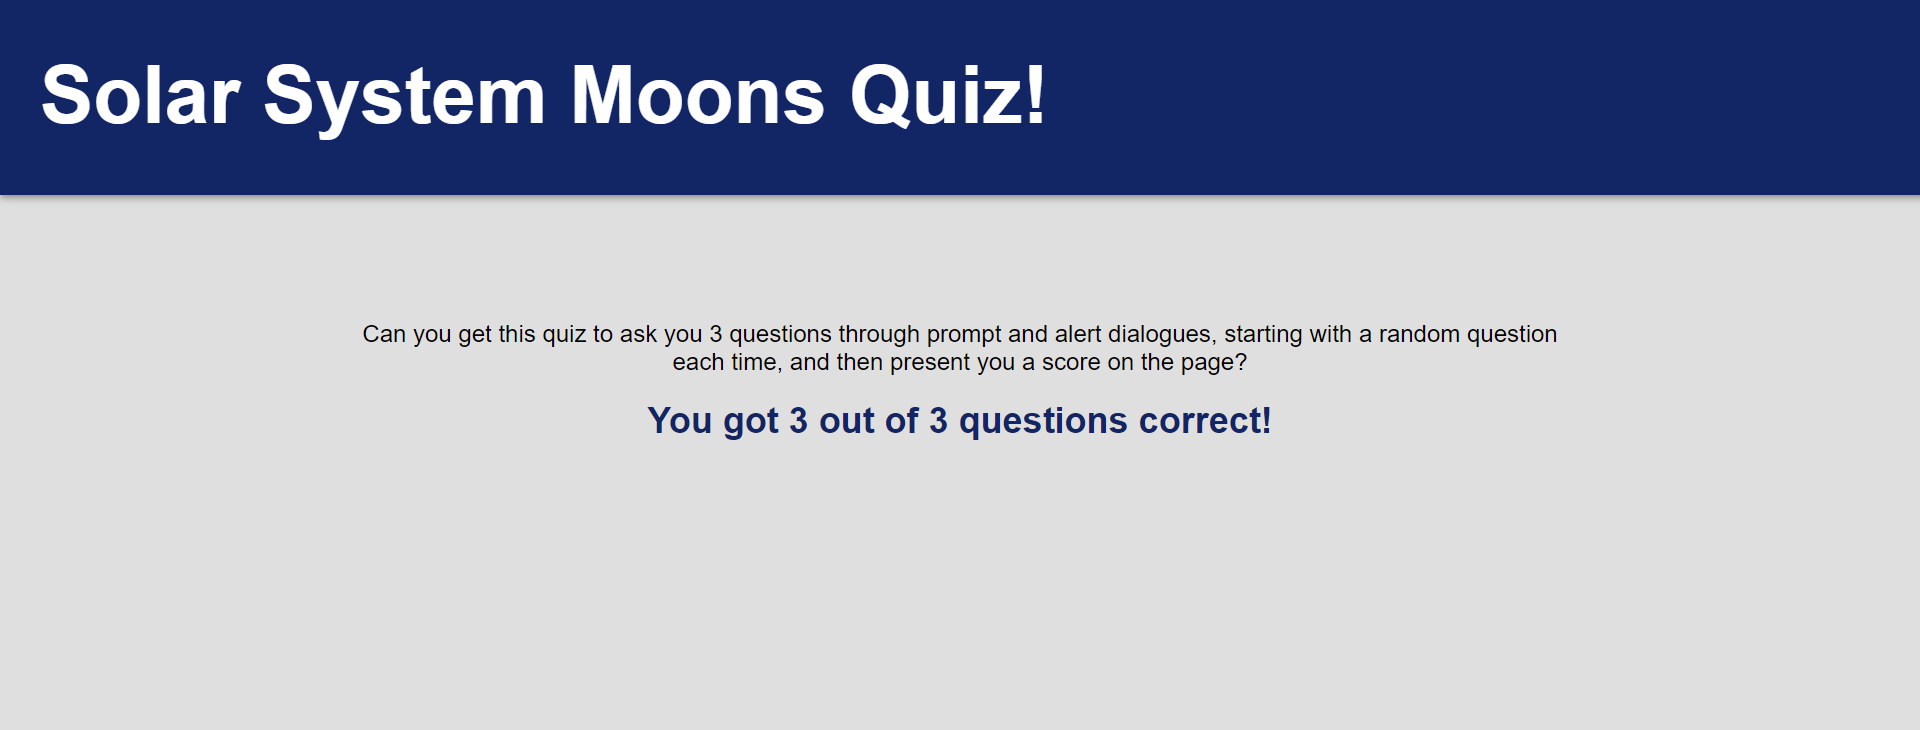 Solar System Moons Quiz!
Can you get this quiz to ask you 3 questions through prompt and alert dialogues, starting with a random question
each time, and then present you a score on the page?
You got 3 out of 3 questions correct!